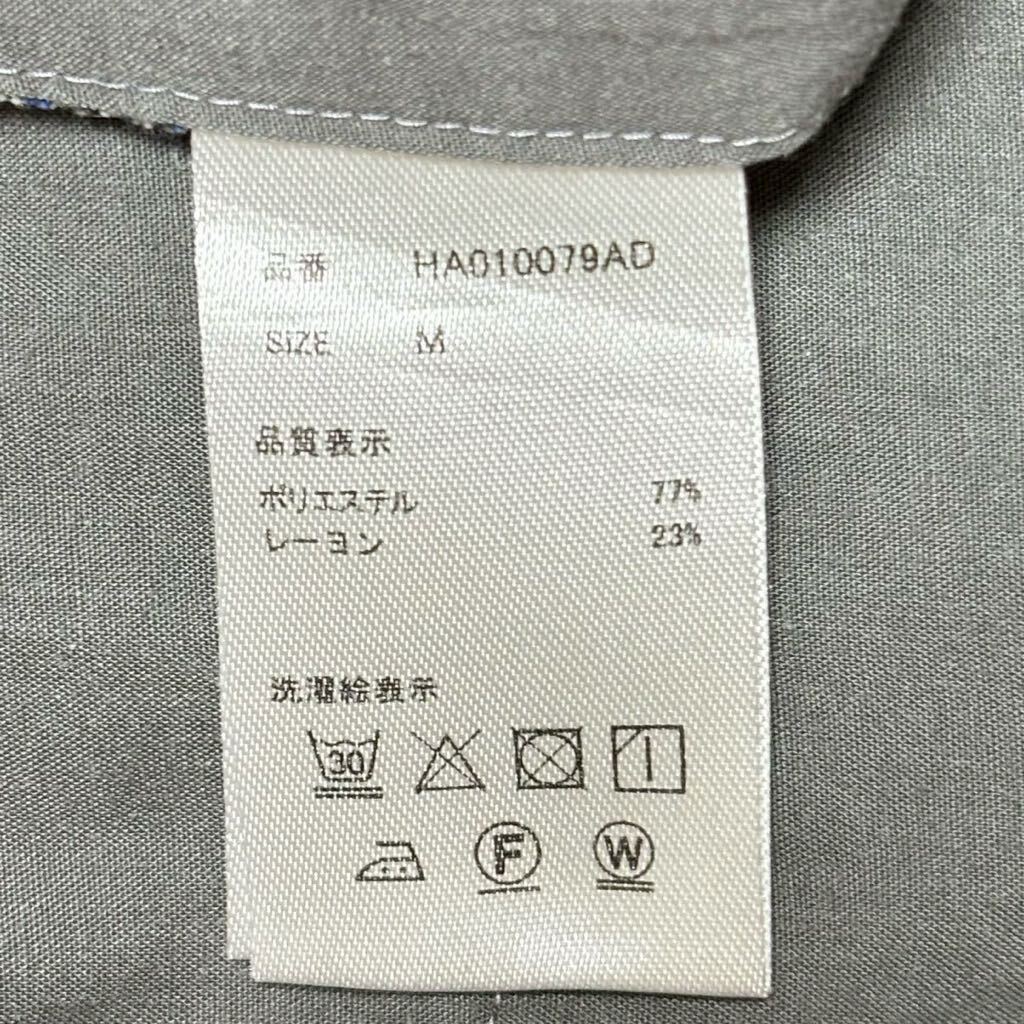 品番 HA010079AD
SIZE M
品質表示
ポリエステル 77%
レーヨン 23%
洗濯絵表示
30
F W